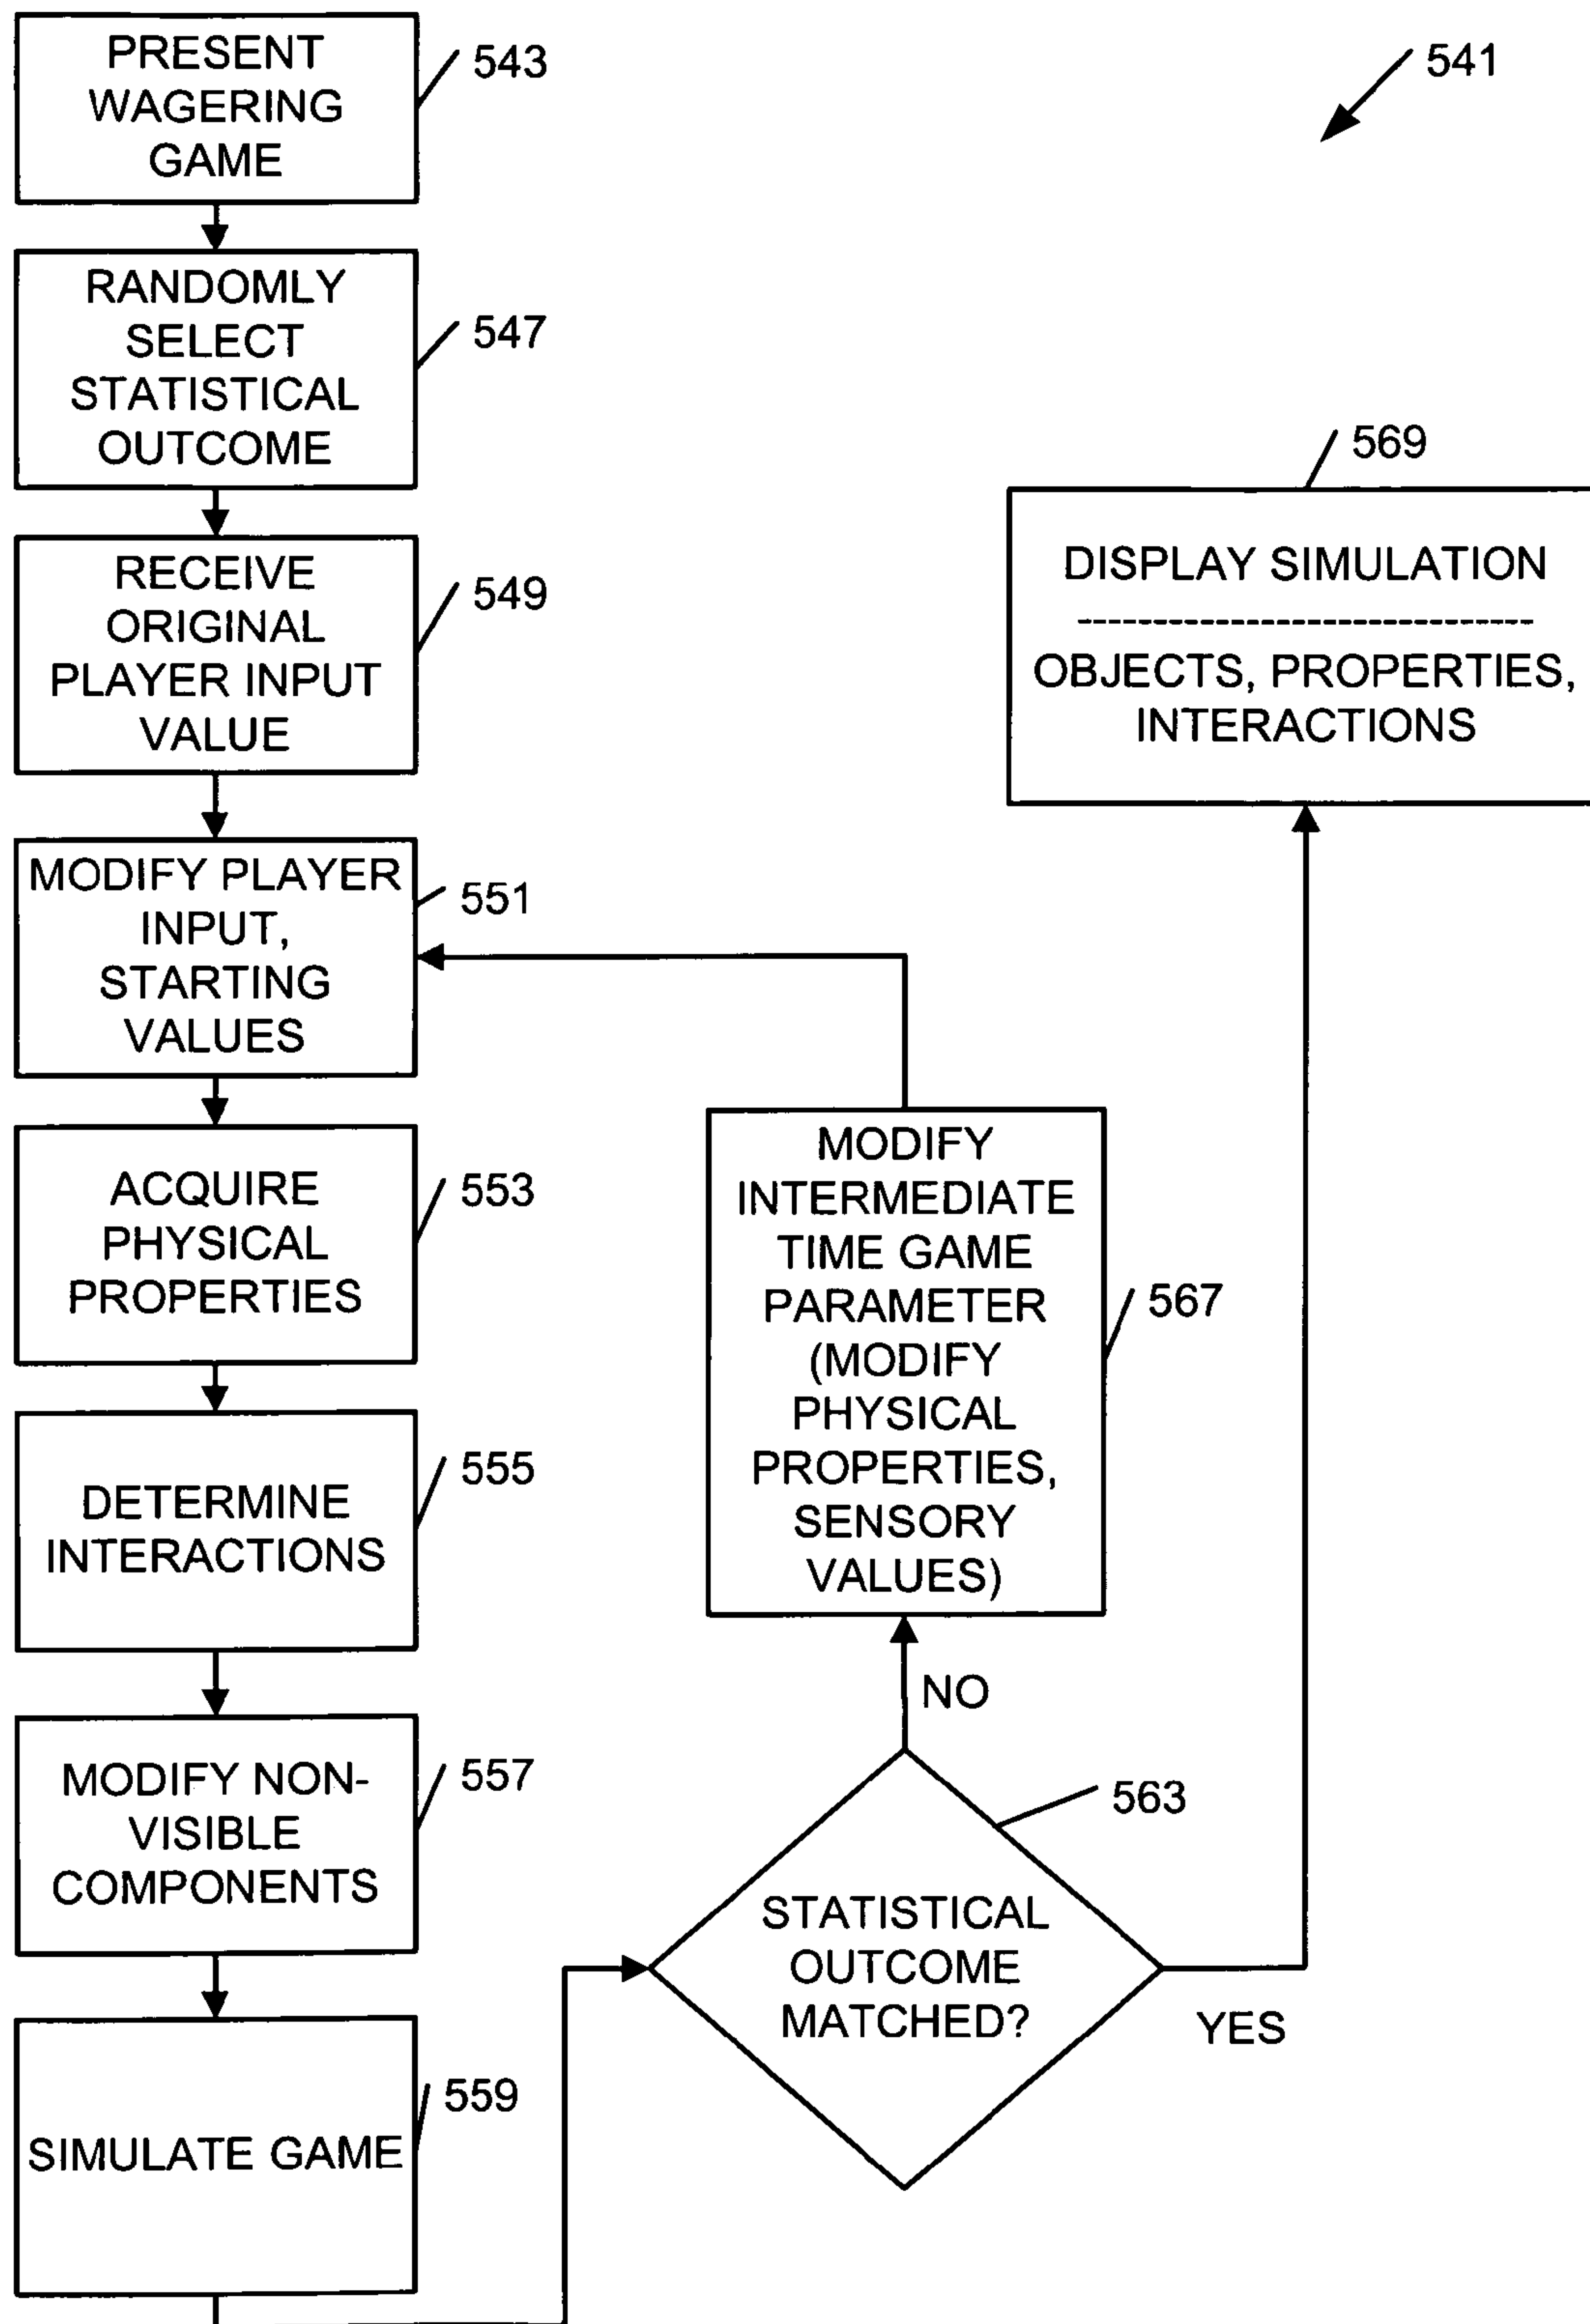 PRESENT
WAGERING
GAME
543
541
RANDOMLY
SELECT
STATISTICAL
OUTCOME
547
RECEIVE
ORIGINAL
PLAYER INPUT
VALUE
549
569
DISPLAY SIMULATION
OBJECTS, PROPERTIES,
INTERACTIONS
MODIFY PLAYER
INPUT,
STARTING
VALUES
551
ACQUIRE
PHYSICAL
PROPERTIES
553
DETERMINE
INTERACTIONS
555
MODIFY NON-
VISIBLE
COMPONENTS
557
SIMULATE GAME
559
MODIFY
INTERMEDIATE
TIME GAME
PARAMETER
(MODIFY
PHYSICAL
PROPERTIES,
SENSORY
VALUES)
567
NO
563
STATISTICAL
OUTCOME
MATCHED?
YES